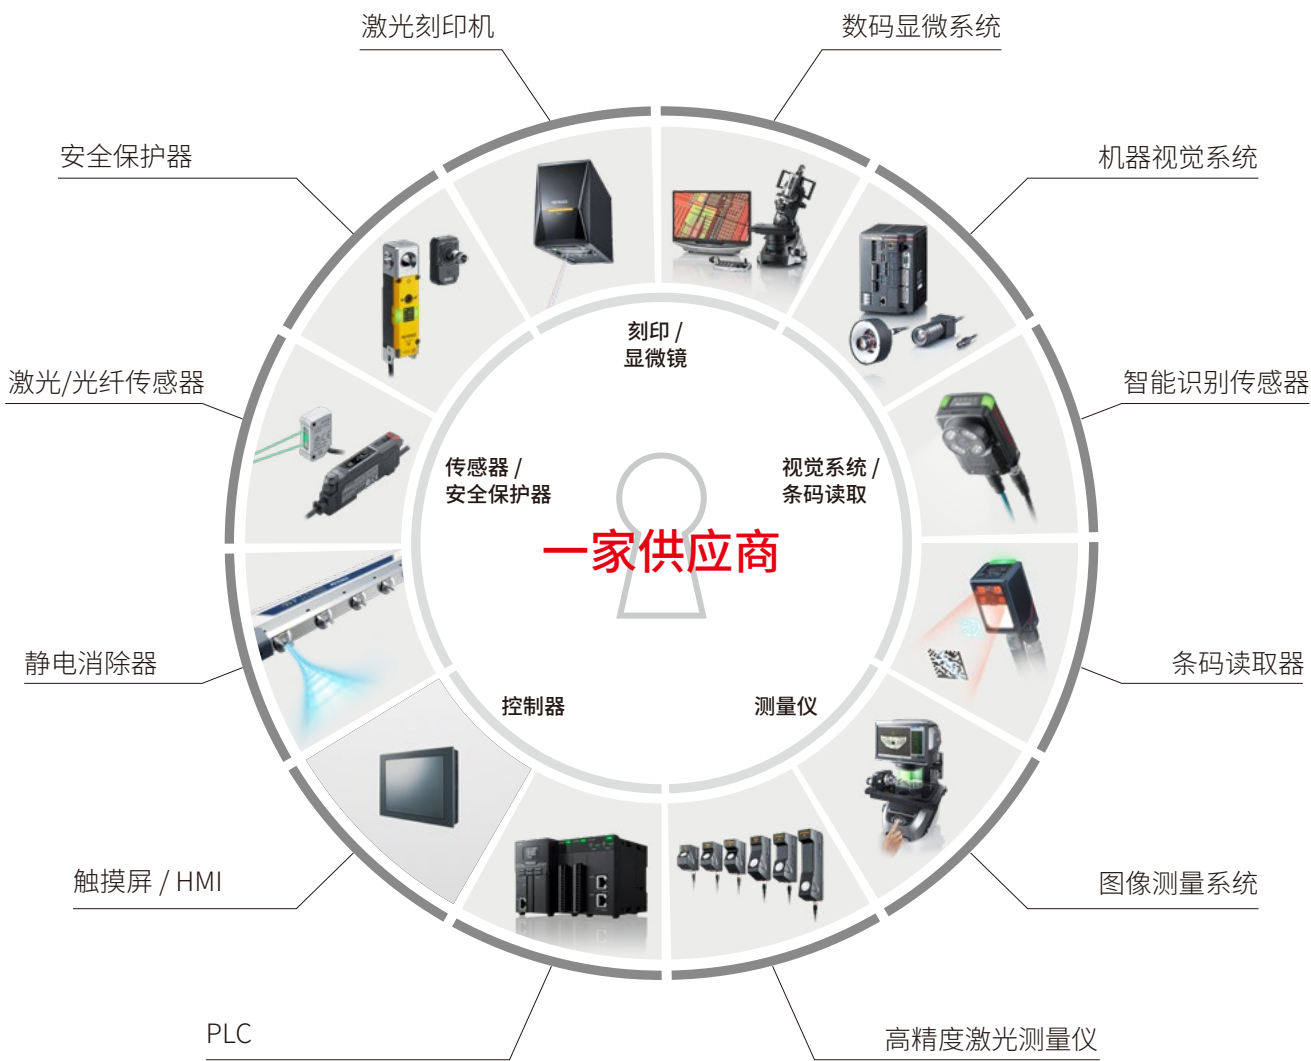 激光刻印机
数码显微系统
安全保护器
机器视觉系统
刻印 /
显微镜
激光/光纤传感器
智能识别传感器
传感器 /
安全保护器
视觉系统 /
条码读取
一家供应商
静电消除器
条码读取器
控制器
测量仪
触摸屏 / HMI
图像测量系统
PLC
高精度激光测量仪